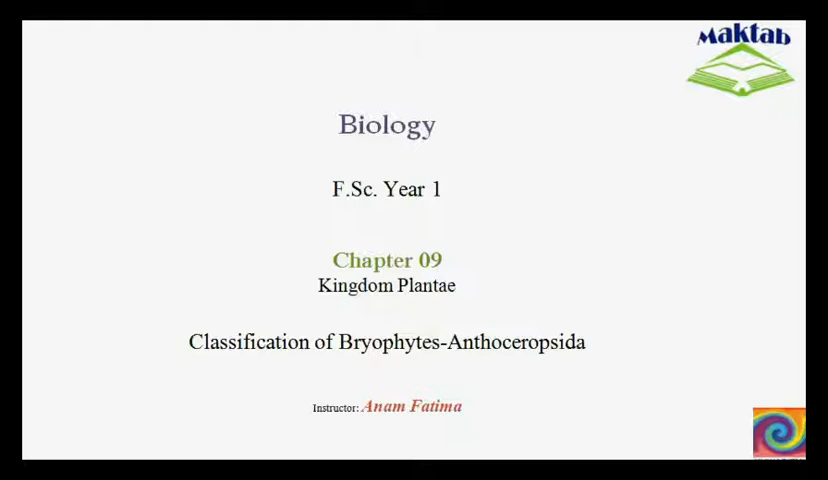 Maktab
Biology
F.Sc. Year 1
Chapter 09
Kingdom Plantae
Classification of Bryophytes-Anthoceropsida
Instructor: Anam Fatima